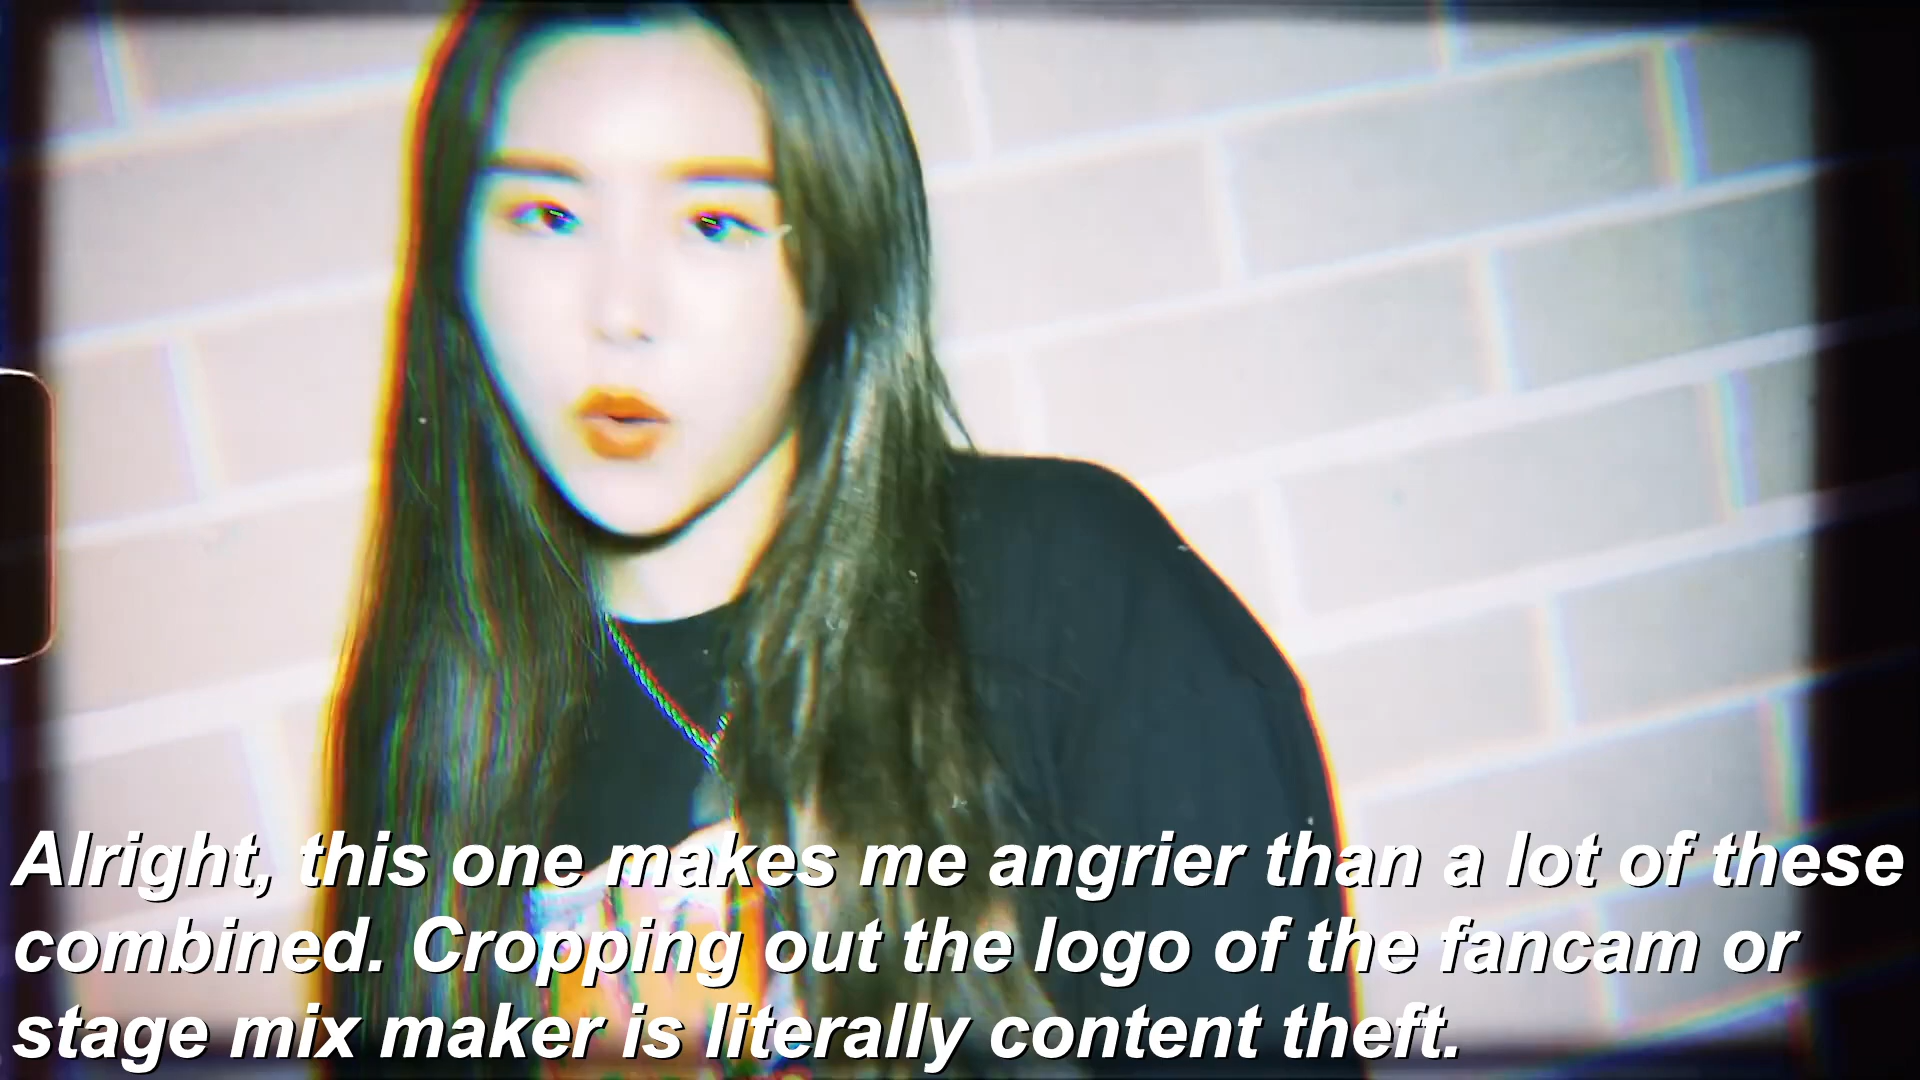 Alright, this one makes me angrier than a lot of these
combined. Cropping out the logo of the fancam or
stage mix maker is literally content theft.